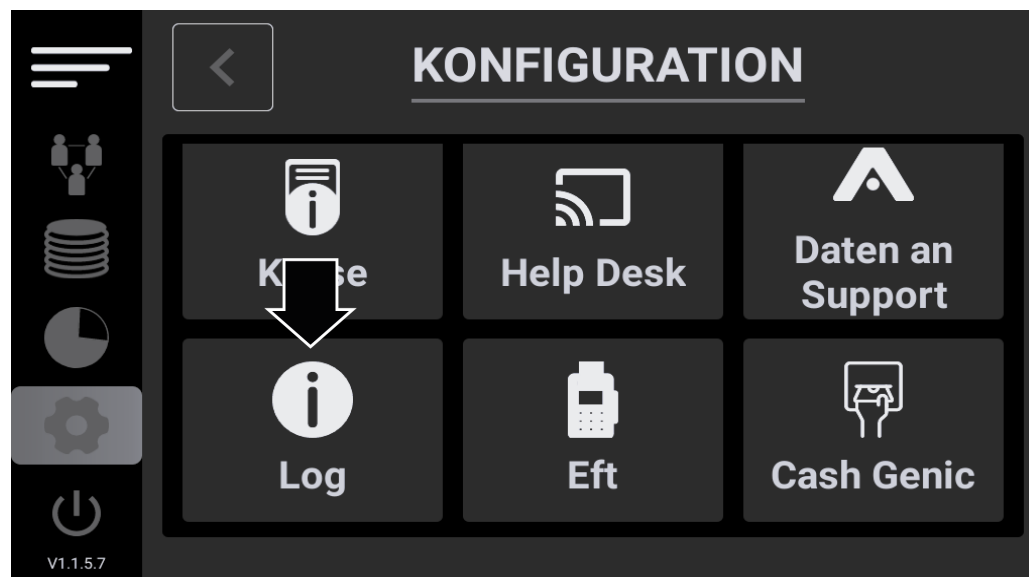 KONFIGURATION
Help Desk
Daten an
Support
Log
Eft
Cash Genic
V1.1.5.7